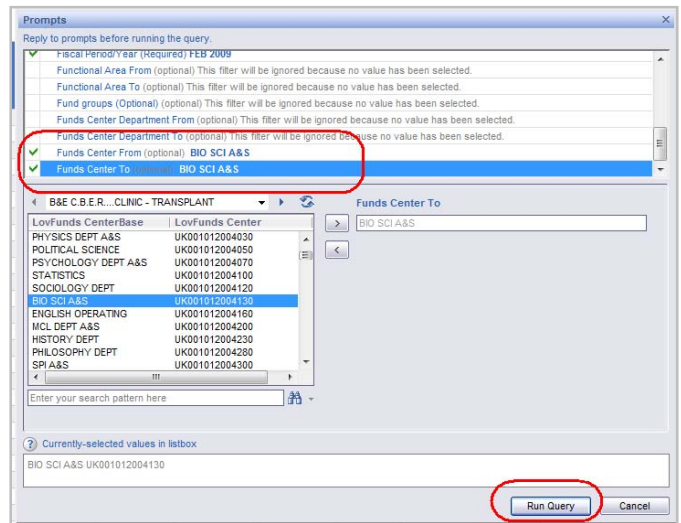 Prompts
Reply to prompts before running the query.
Fiscal Period/Year (Required) FEB 2009
Functional Area From (optional) This filter will be ignored because no value has been selected.
Functional Area To (optional) This filter will be ignored because no value has been selected.
Fund groups (Optional) (optional) This filter will be ignored because no value has been selected.
Funds Center Department From (optional) This filter will be ignored because no value has been selected.
Funds Center Department To (optional) This filter will be ignored because no value has been selected.
Funds Center From (optional) BIO SCI A&S
Funds Center To (optional) BIO SCI A&S
B&E C.B.E.R....CLINIC - TRANSPLANT
Funds Center To
LovFunds CenterBase LovFunds Center
BIO SCI A&S
PHYSICS DEPT A&S UK001012004030
POLITICAL SCIENCE UK001012004050
PSYCHOLOGY DEPT A&S UK001012004070
STATISTICS UK001012004100
SOCIOLOGY DEPT UK001012004120
BIO SCI A&S UK001012004130
ENGLISH OPERATING UK001012004160
MCL DEPT A&S UK001012004200
HISTORY DEPT UK001012004230
PHILOSOPHY DEPT UK001012004280
SPI A&S UK001012004300
Enter your search pattern here
Currently-selected values in listbox
BIO SCI A&S UK001012004130
Run Query Cancel